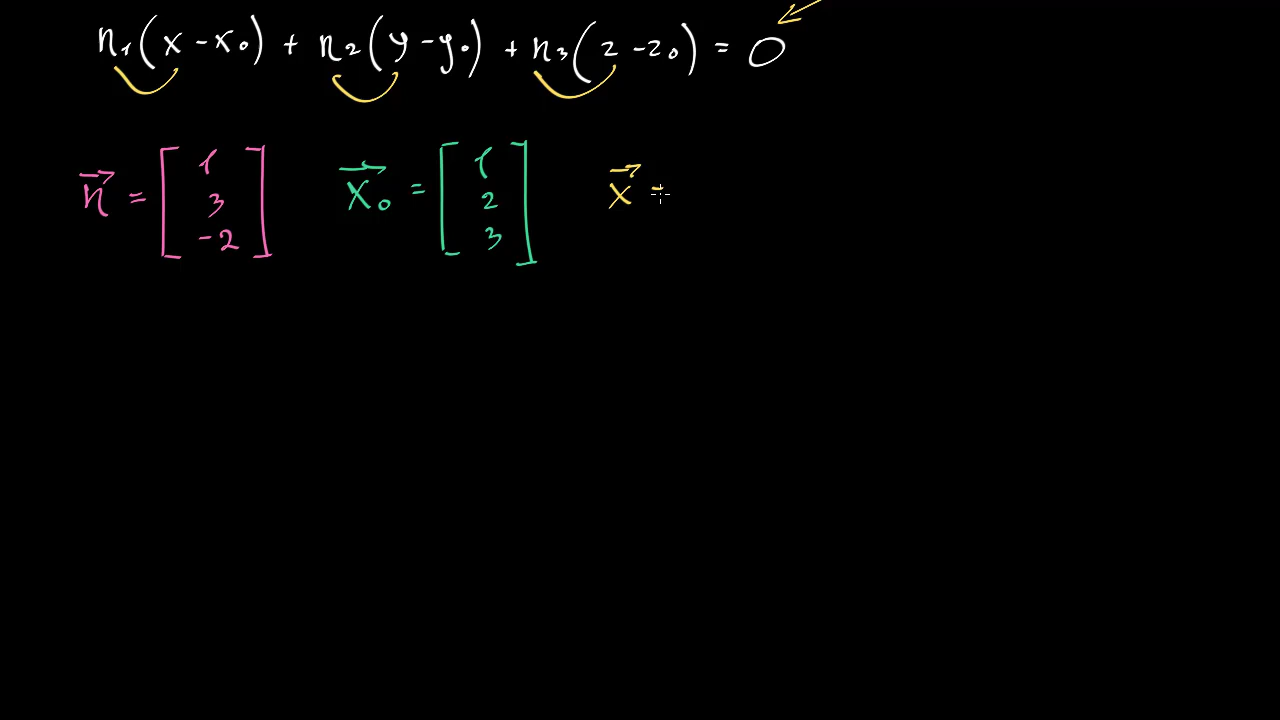 n₁(x - x₀) + n₂(y - y₀) + n₃(z - z₀) = 0
n⃗ = [1 3 -2] x⃗₀ = [1 2 3] x⃗ =